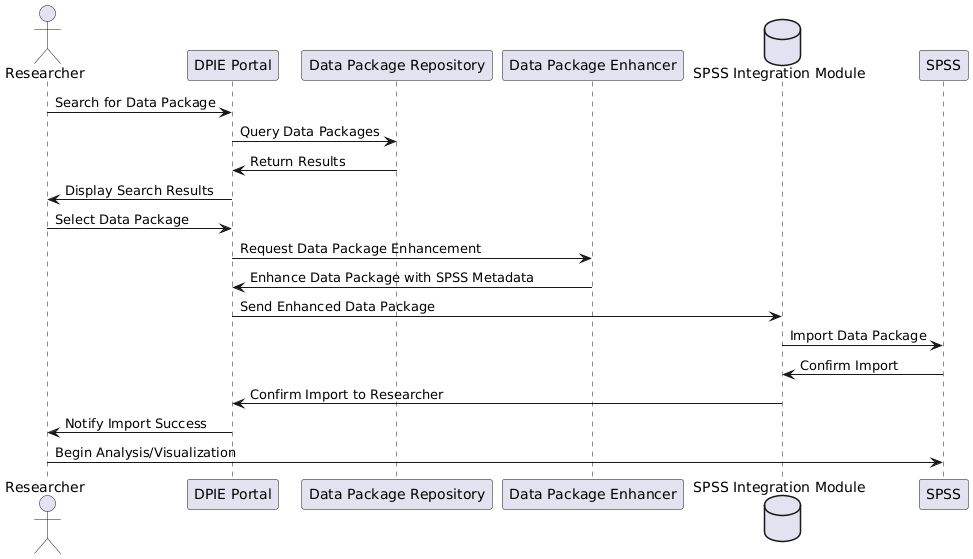 Researcher
DPIE Portal
Data Package Repository
Data Package Enhancer
SPSS Integration Module
SPSS
Search for Data Package
Query Data Packages
Return Results
Display Search Results
Select Data Package
Request Data Package Enhancement
Enhance Data Package with SPSS Metadata
Send Enhanced Data Package
Import Data Package
Confirm Import
Confirm Import to Researcher
Notify Import Success
Begin Analysis/Visualization
Researcher
DPIE Portal
Data Package Repository
Data Package Enhancer
SPSS Integration Module
SPSS